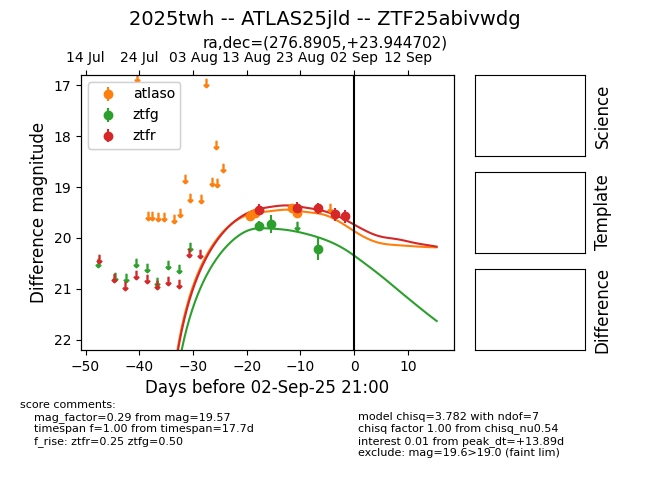 2025twh -- ATLAS25jld -- ZTF25abivwdg
ra,dec=(276.8905,+23.944702)
14 Jul 24 Jul 03 Aug 13 Aug 23 Aug 02 Sep 12 Sep
17
18
19
20
21
22
Difference magnitude
atlaso
ztfg
ztfr
−50 −40 −30 −20 −10 0 10
Days before 02-Sep-25 21:00
Science
Template
Difference
score comments:
mag_factor=0.29 from mag=19.57
timespan f=1.00 from timespan=17.7d
f_rise: ztfr=0.25 ztfg=0.50
model chisq=3.782 with ndof=7
chisq factor 1.00 from chisq_nu0.54
interest 0.01 from peak_dt=+13.89d
exclude: mag=19.6>19.0 (faint lim)